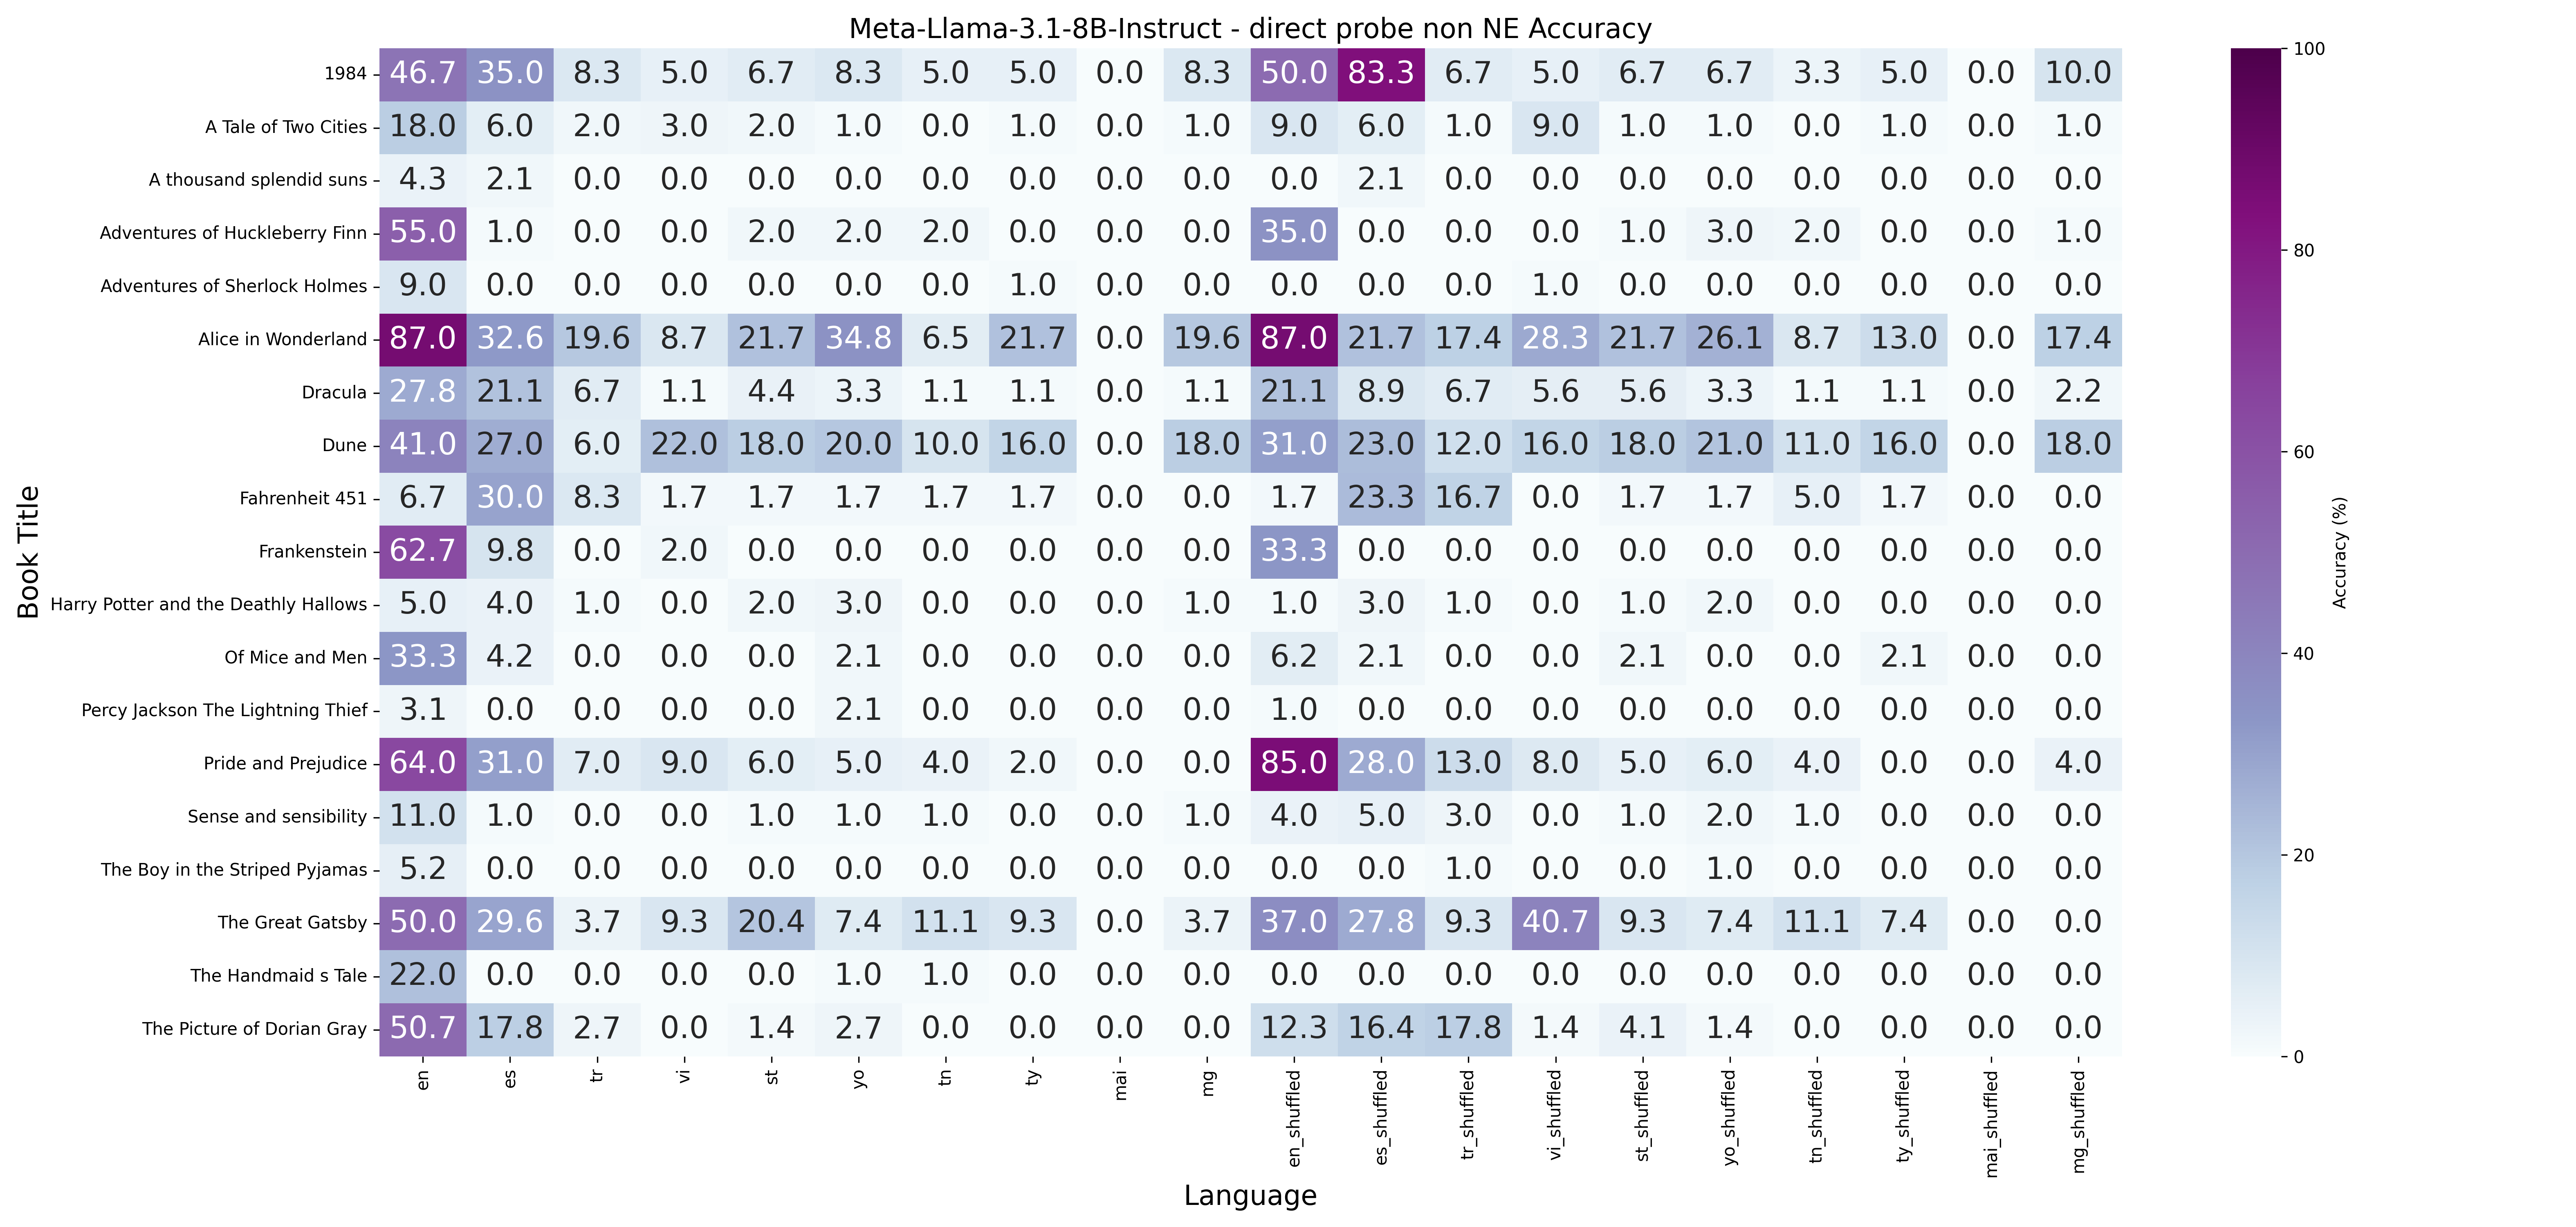 Meta-Llama-3.1-8B-Instruct - direct probe non NE Accuracy
Book Title
1984 46.7 35.0 8.3 5.0 6.7 8.3 5.0 5.0 0.0 8.3 50.0 83.3 6.7 5.0 6.7 6.7 3.3 5.0 0.0 10.0
A Tale of Two Cities 18.0 6.0 2.0 3.0 2.0 1.0 0.0 1.0 0.0 1.0 9.0 6.0 1.0 9.0 1.0 1.0 0.0 1.0 0.0 1.0
A thousand splendid suns 4.3 2.1 0.0 0.0 0.0 0.0 0.0 0.0 0.0 0.0 0.0 2.1 0.0 0.0 0.0 0.0 0.0 0.0 0.0 0.0
Adventures of Huckleberry Finn 55.0 1.0 0.0 0.0 2.0 2.0 2.0 0.0 0.0 0.0 35.0 0.0 0.0 0.0 1.0 3.0 2.0 0.0 0.0 1.0
Adventures of Sherlock Holmes 9.0 0.0 0.0 0.0 0.0 0.0 0.0 1.0 0.0 0.0 0.0 0.0 0.0 1.0 0.0 0.0 0.0 0.0 0.0 0.0
Alice in Wonderland 87.0 32.6 19.6 8.7 21.7 34.8 6.5 21.7 0.0 19.6 87.0 21.7 17.4 28.3 21.7 26.1 8.7 13.0 0.0 17.4
Dracula 27.8 21.1 6.7 1.1 4.4 3.3 1.1 1.1 0.0 1.1 21.1 8.9 6.7 5.6 5.6 3.3 1.1 1.1 0.0 2.2
Dune 41.0 27.0 6.0 22.0 18.0 20.0 10.0 16.0 0.0 18.0 31.0 23.0 12.0 16.0 18.0 21.0 11.0 16.0 0.0 18.0
Fahrenheit 451 6.7 30.0 8.3 1.7 1.7 1.7 1.7 1.7 0.0 0.0 1.7 23.3 16.7 0.0 1.7 1.7 5.0 1.7 0.0 0.0
Frankenstein 62.7 9.8 0.0 2.0 0.0 0.0 0.0 0.0 0.0 0.0 33.3 0.0 0.0 0.0 0.0 0.0 0.0 0.0 0.0 0.0
Harry Potter and the Deathly Hallows 5.0 4.0 1.0 0.0 2.0 3.0 0.0 0.0 0.0 1.0 1.0 3.0 1.0 0.0 1.0 2.0 0.0 0.0 0.0 0.0
Of Mice and Men 33.3 4.2 0.0 0.0 0.0 2.1 0.0 0.0 0.0 0.0 6.2 2.1 0.0 0.0 2.1 0.0 0.0 2.1 0.0 0.0
Percy Jackson The Lightning Thief 3.1 0.0 0.0 0.0 0.0 2.1 0.0 0.0 0.0 0.0 1.0 0.0 0.0 0.0 0.0 0.0 0.0 0.0 0.0 0.0
Pride and Prejudice 64.0 31.0 7.0 9.0 6.0 5.0 4.0 2.0 0.0 0.0 85.0 28.0 13.0 8.0 5.0 6.0 4.0 0.0 0.0 4.0
Sense and sensibility 11.0 1.0 0.0 0.0 1.0 1.0 1.0 0.0 0.0 1.0 4.0 5.0 3.0 0.0 1.0 2.0 1.0 0.0 0.0 0.0
The Boy in the Striped Pyjamas 5.2 0.0 0.0 0.0 0.0 0.0 0.0 0.0 0.0 0.0 0.0 0.0 1.0 0.0 0.0 1.0 0.0 0.0 0.0 0.0
The Great Gatsby 50.0 29.6 3.7 9.3 20.4 7.4 11.1 9.3 0.0 3.7 37.0 27.8 9.3 40.7 9.3 7.4 11.1 7.4 0.0 0.0
The Handmaid s Tale 22.0 0.0 0.0 0.0 0.0 1.0 1.0 0.0 0.0 0.0 0.0 0.0 0.0 0.0 0.0 0.0 0.0 0.0 0.0 0.0
The Picture of Dorian Gray 50.7 17.8 2.7 0.0 1.4 2.7 0.0 0.0 0.0 0.0 12.3 16.4 17.8 1.4 4.1 1.4 0.0 0.0 0.0 0.0
en es tr vi st yo tn ty mai mg en_shuffled es_shuffled tr_shuffled vi_shuffled st_shuffled yo_shuffled tn_shuffled ty_shuffled mai_shuffled mg_shuffled
Language
100
80
60
40
20
0
Accuracy (%)